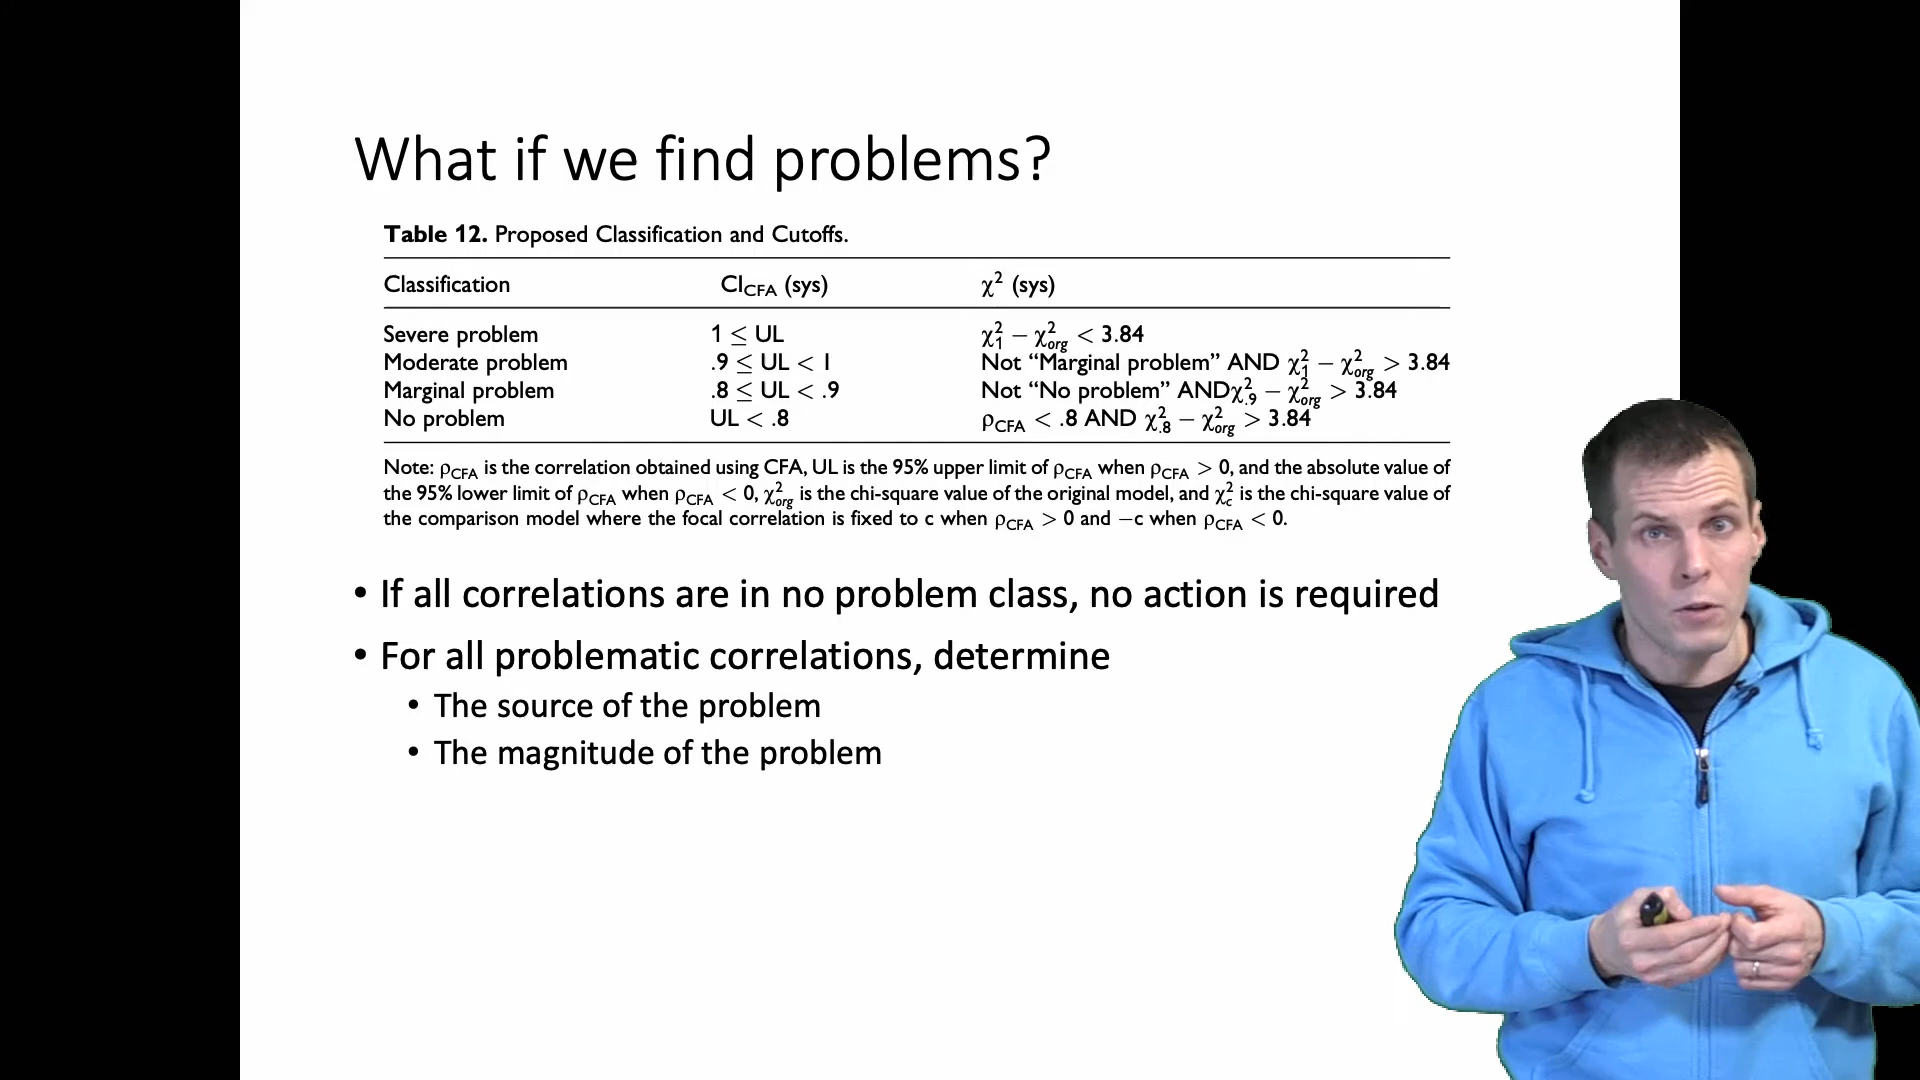 What if we find problems?
Table 12. Proposed Classification and Cutoffs.
Classification CI_CFA (sys) χ² (sys)
Severe problem 1 ≤ UL χ²₁ − χ²_org < 3.84
Moderate problem .9 ≤ UL < 1 Not “Marginal problem” AND χ²₁ − χ²_org > 3.84
Marginal problem .8 ≤ UL < .9 Not “No problem” ANDχ²_.9 − χ²_org > 3.84
No problem UL < .8 ρ_CFA < .8 AND χ²_.8 − χ²_org > 3.84
Note: ρ_CFA is the correlation obtained using CFA, UL is the 95% upper limit of ρ_CFA when ρ_CFA > 0, and the absolute value of
the 95% lower limit of ρ_CFA when ρ_CFA < 0, χ²_org is the chi-square value of the original model, and χ²_c is the chi-square value of
the comparison model where the focal correlation is fixed to c when ρ_CFA > 0 and −c when ρ_CFA < 0.
• If all correlations are in no problem class, no action is required
• For all problematic correlations, determine
• The source of the problem
• The magnitude of the problem